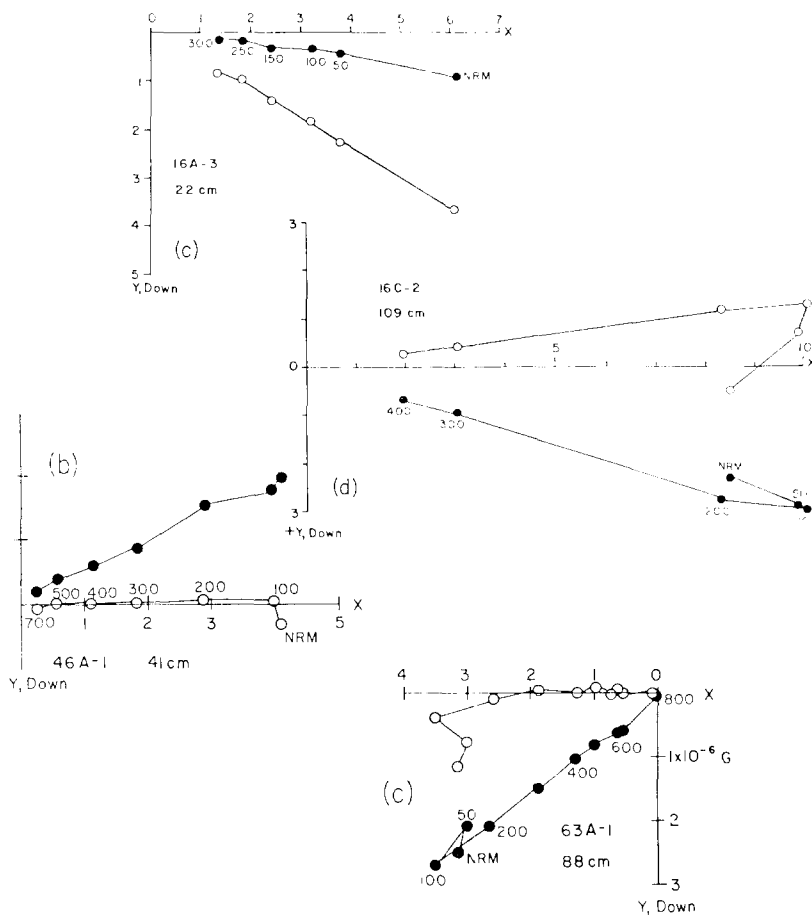 0 1 2 3 4 5 6 7
X
300 250 150 100 50 NRM
1
2
3
4
5
16A-3
22 cm
(c)
Y, Down
3
0
3
16C-2
109 cm
5 10
X
400 300 200 NRM
(d)
+Y, Down
(b)
500 400 300 200 100
700 1 2 3 5 X
NRM
46A-1 41cm
Y, Down
4 3 2 1 0
X
800
600
1x10⁻⁶ G
400
(c)
50
200
2
63A-1
NRM
88cm
100
3
Y, Down